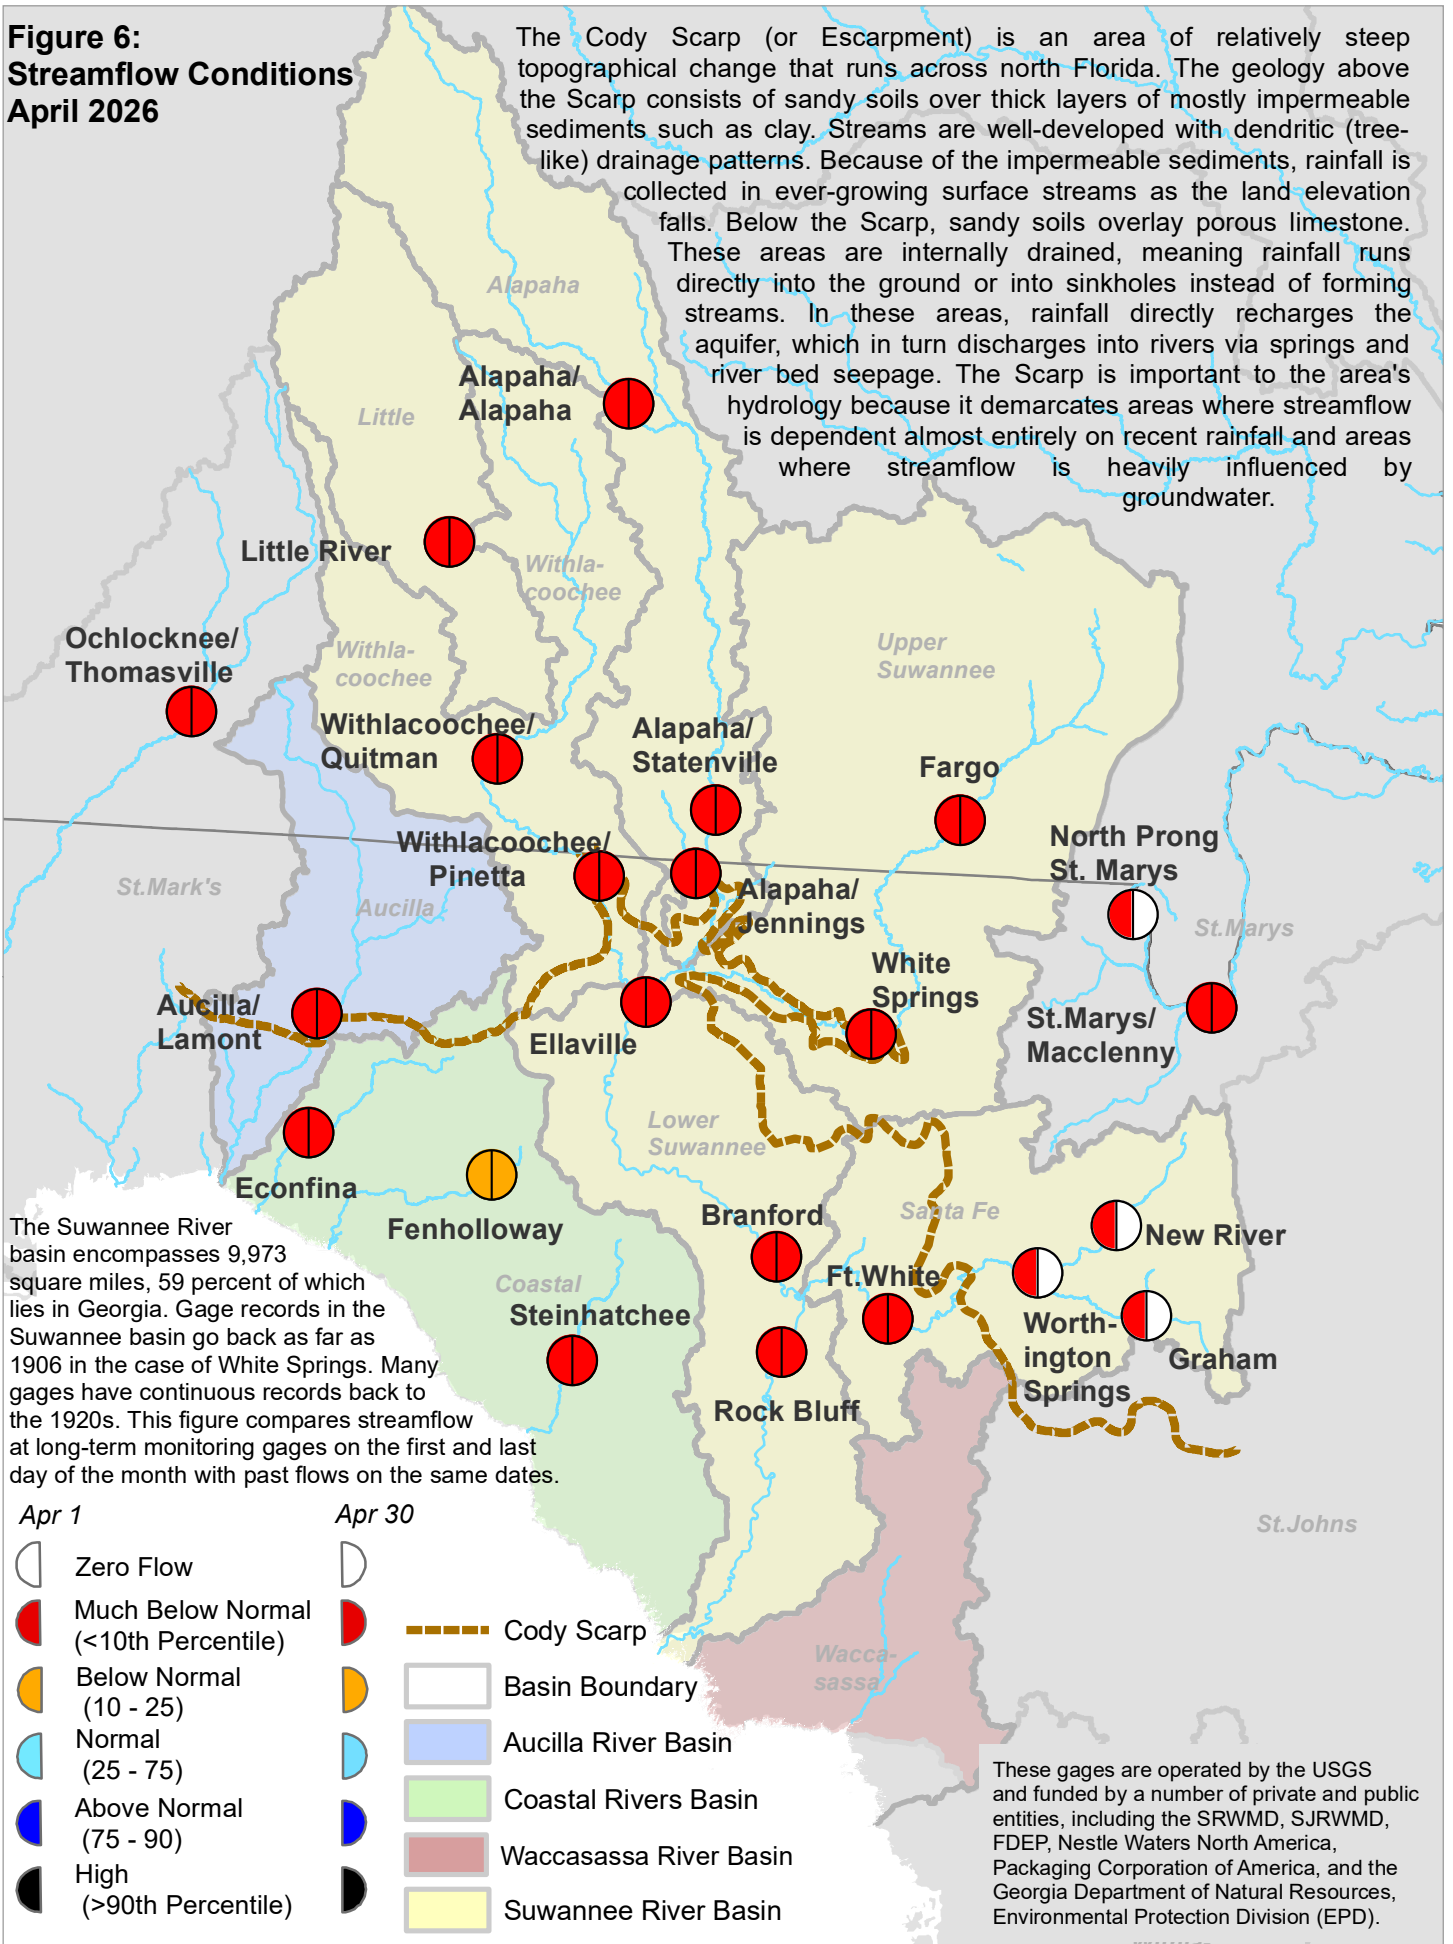 Figure 6:
Streamflow Conditions
April 2026
The Cody Scarp (or Escarpment) is an area of relatively steep
topographical change that runs across north Florida. The geology above
the Scarp consists of sandy soils over thick layers of mostly impermeable
sediments such as clay. Streams are well-developed with dendritic (tree-
like) drainage patterns. Because of the impermeable sediments, rainfall is
collected in ever-growing surface streams as the land elevation
falls. Below the Scarp, sandy soils overlay porous limestone.
These areas are internally drained, meaning rainfall runs
directly into the ground or into sinkholes instead of forming
streams. In these areas, rainfall directly recharges the
aquifer, which in turn discharges into rivers via springs and
river bed seepage. The Scarp is important to the area's
hydrology because it demarcates areas where streamflow
is dependent almost entirely on recent rainfall and areas
where streamflow is heavily influenced by
groundwater.
Alapaha
Alapaha/
Alapaha
Little
Little River
Withla-
coochee
Ochlocknee/
Thomasville
Withla-
coochee
Upper
Suwannee
Withlacoochee/
Quitman
Alapaha/
Statenville
Fargo
North Prong
St. Marys
Withlacoochee/
Pinetta
St.Mark's
Aucilla
Alapaha/
Jennings
St.Marys
White
Springs
Aucilla/
Lamont
Ellaville
St.Marys/
Macclenny
Lower
Suwannee
Econfina
Fenholloway
Branford
Santa Fe
New River
Ft.White
Coastal
Steinhatchee
Worth-
ington
Springs
Graham
Rock Bluff
The Suwannee River
basin encompasses 9,973
square miles, 59 percent of which
lies in Georgia. Gage records in the
Suwannee basin go back as far as
1906 in the case of White Springs. Many
gages have continuous records back to
the 1920s. This figure compares streamflow
at long-term monitoring gages on the first and last
day of the month with past flows on the same dates.
St.Johns
Wacca-
sassa
Apr 1
Apr 30
Zero Flow
Much Below Normal
(<10th Percentile)
Below Normal
(10 - 25)
Normal
(25 - 75)
Above Normal
(75 - 90)
High
(>90th Percentile)
Cody Scarp
Basin Boundary
Aucilla River Basin
Coastal Rivers Basin
Waccasassa River Basin
Suwannee River Basin
These gages are operated by the USGS
and funded by a number of private and public
entities, including the SRWMD, SJRWMD,
FDEP, Nestle Waters North America,
Packaging Corporation of America, and the
Georgia Department of Natural Resources,
Environmental Protection Division (EPD).